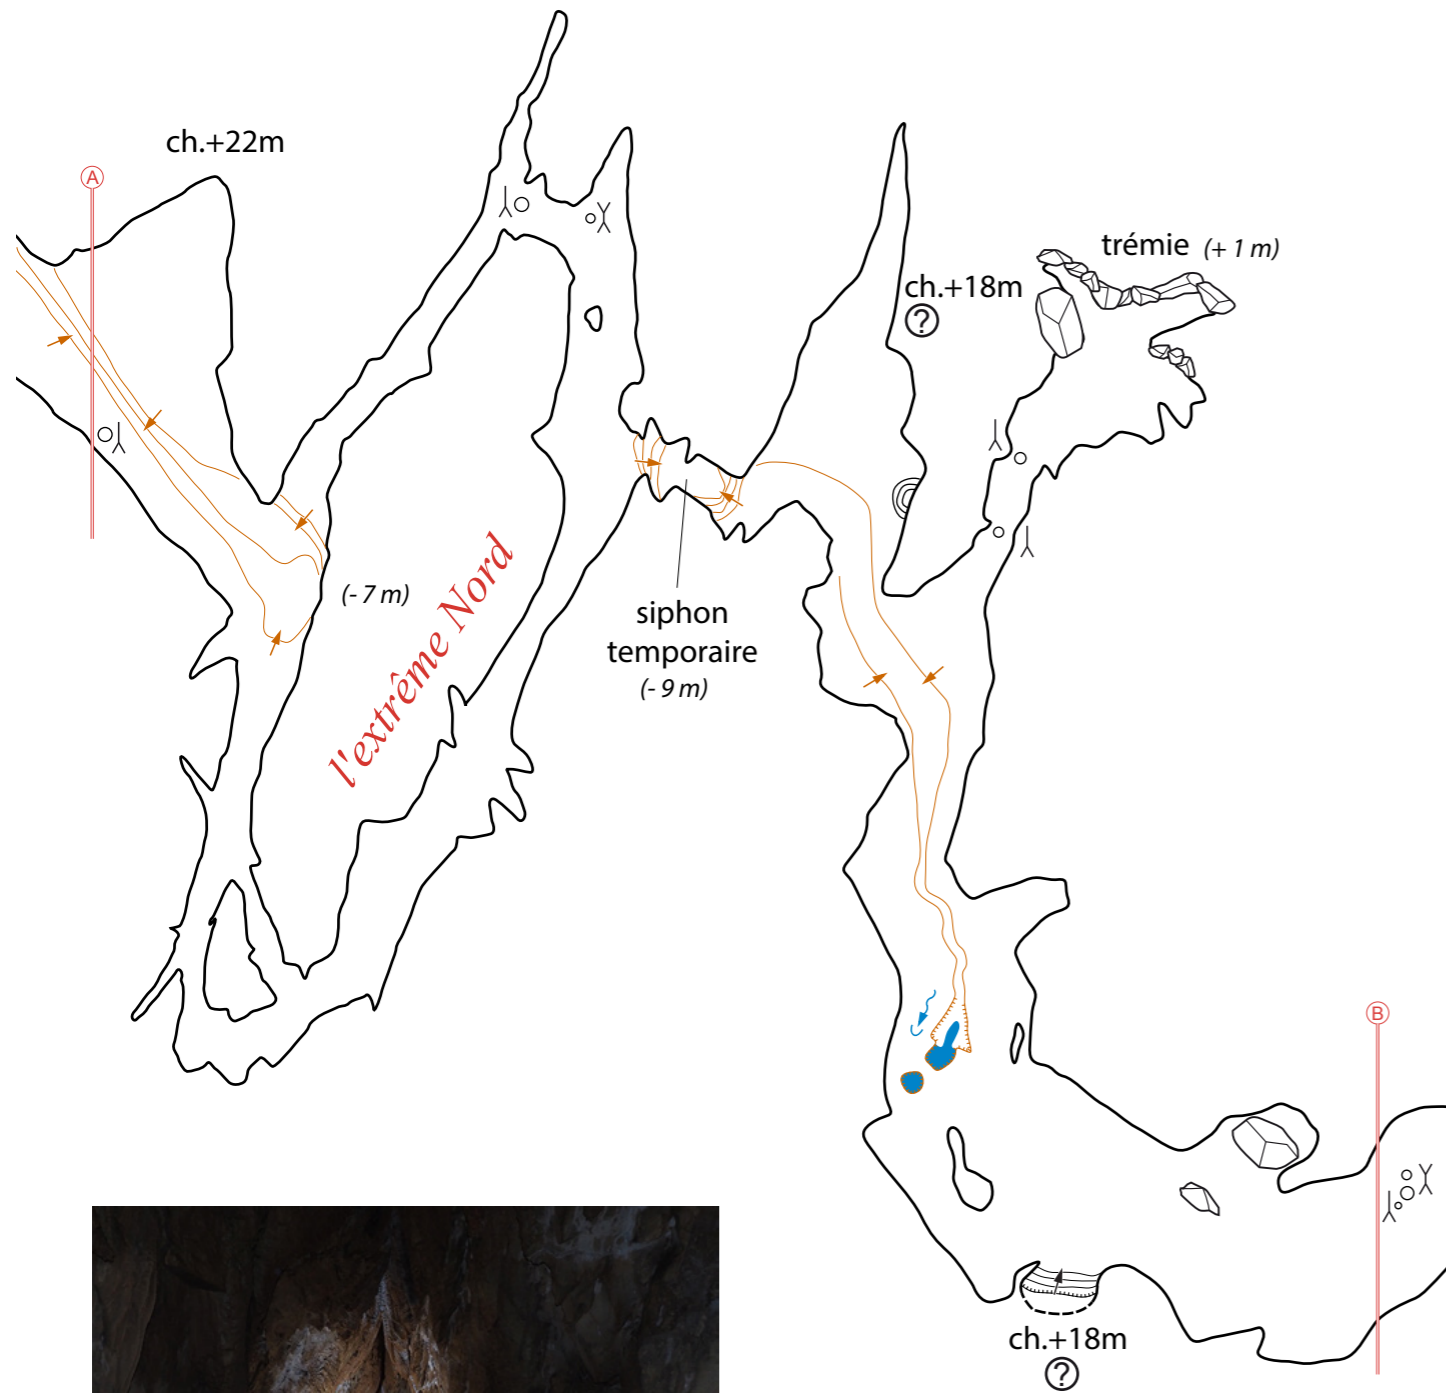 ch.+22m
A
trémie (+ 1 m)
ch.+18m
?
(- 7 m)
l'extrême Nord
siphon
temporaire
(- 9 m)
B
ch.+18m
?